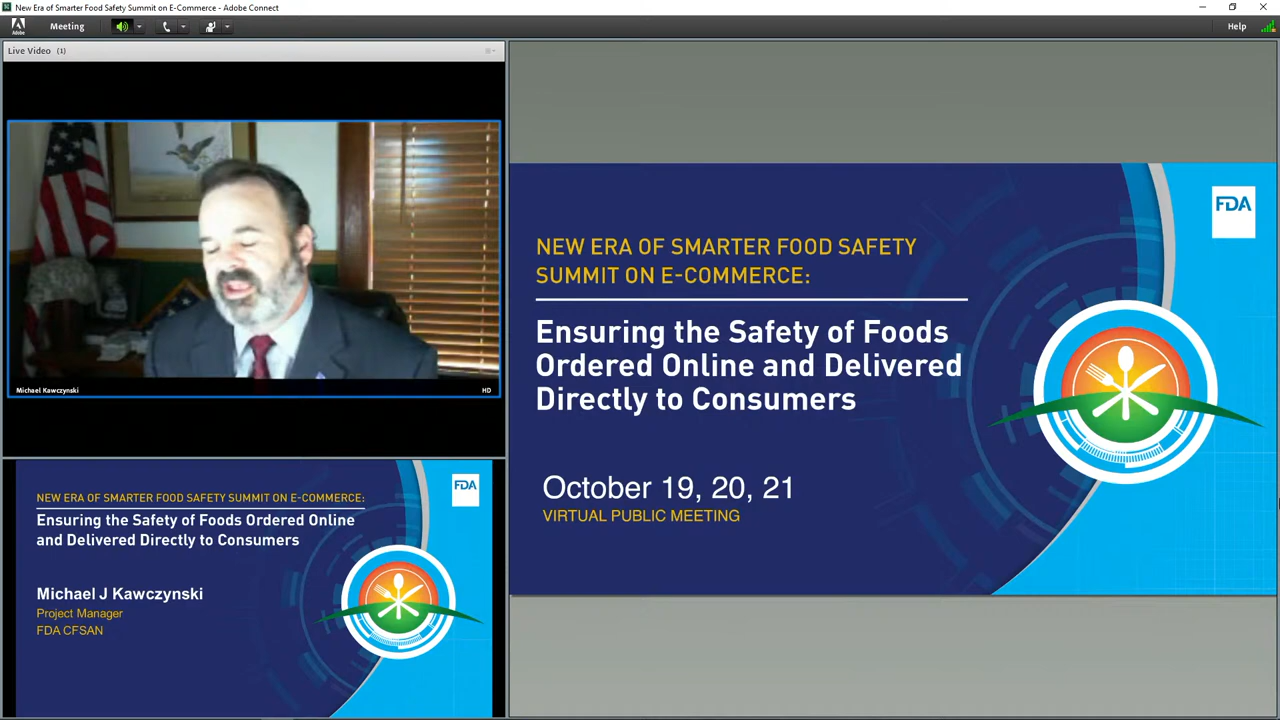 New Era of Smarter Food Safety Summit on E-Commerce - Adobe Connect
Adobe
Meeting
Help
Live Video (1)
Michael Kawczynski
HD
NEW ERA OF SMARTER FOOD SAFETY SUMMIT ON E-COMMERCE:
Ensuring the Safety of Foods Ordered Online
and Delivered Directly to Consumers
Michael J Kawczynski
Project Manager
FDA CFSAN
FDA
FDA
NEW ERA OF SMARTER FOOD SAFETY
SUMMIT ON E-COMMERCE:
Ensuring the Safety of Foods
Ordered Online and Delivered
Directly to Consumers
October 19, 20, 21
VIRTUAL PUBLIC MEETING